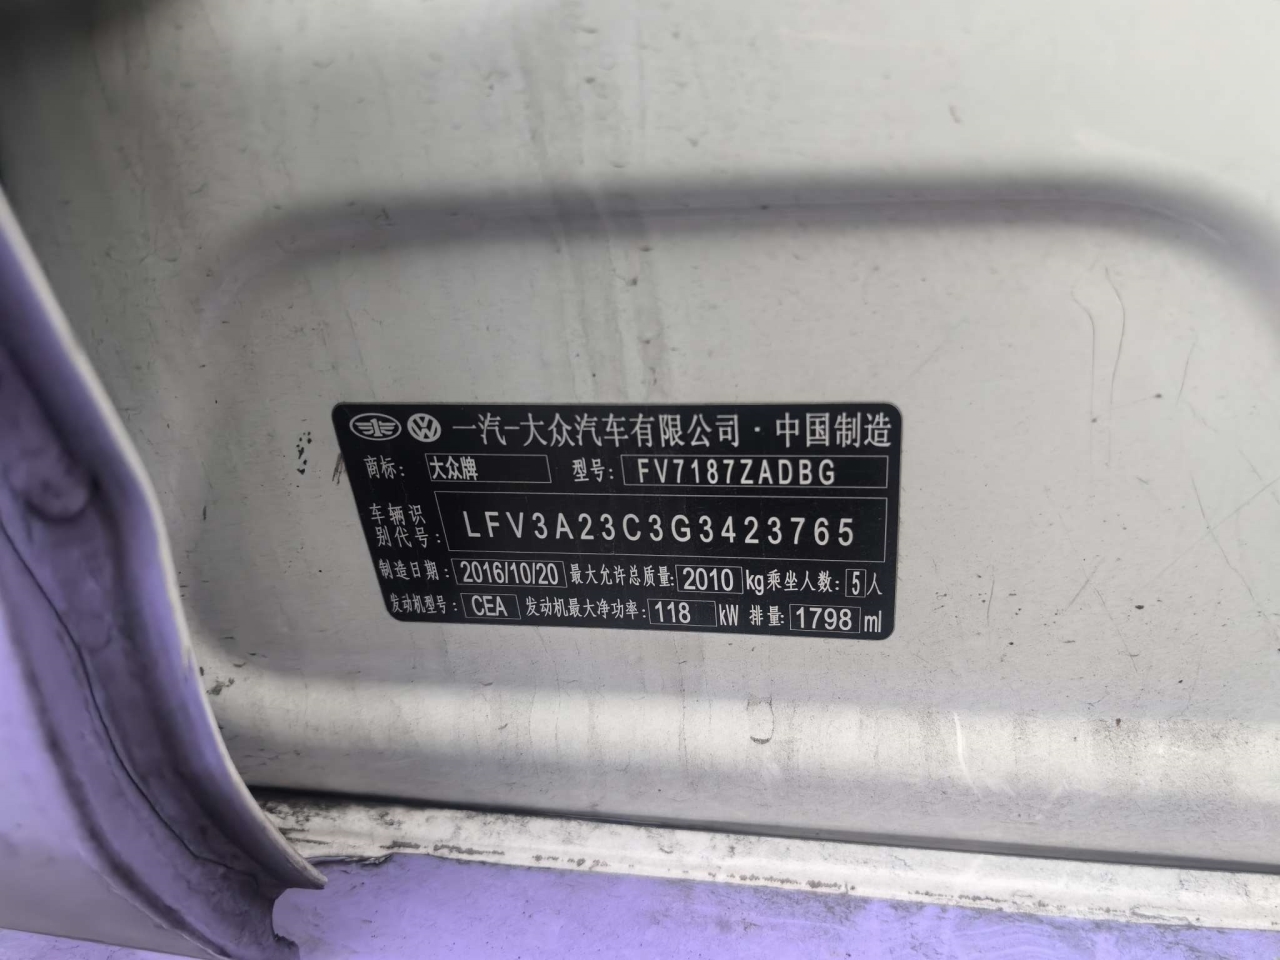 一汽-大众汽车有限公司·中国制造
商标: 大众牌 型号: FV7187ZADBG
车辆识别代号: LFV3A23C3G3423765
制造日期: 2016/10/20 最大允许总质量: 2010 kg 乘坐人数: 5 人
发动机型号: CEA 发动机最大净功率: 118 kW 排量: 1798 ml